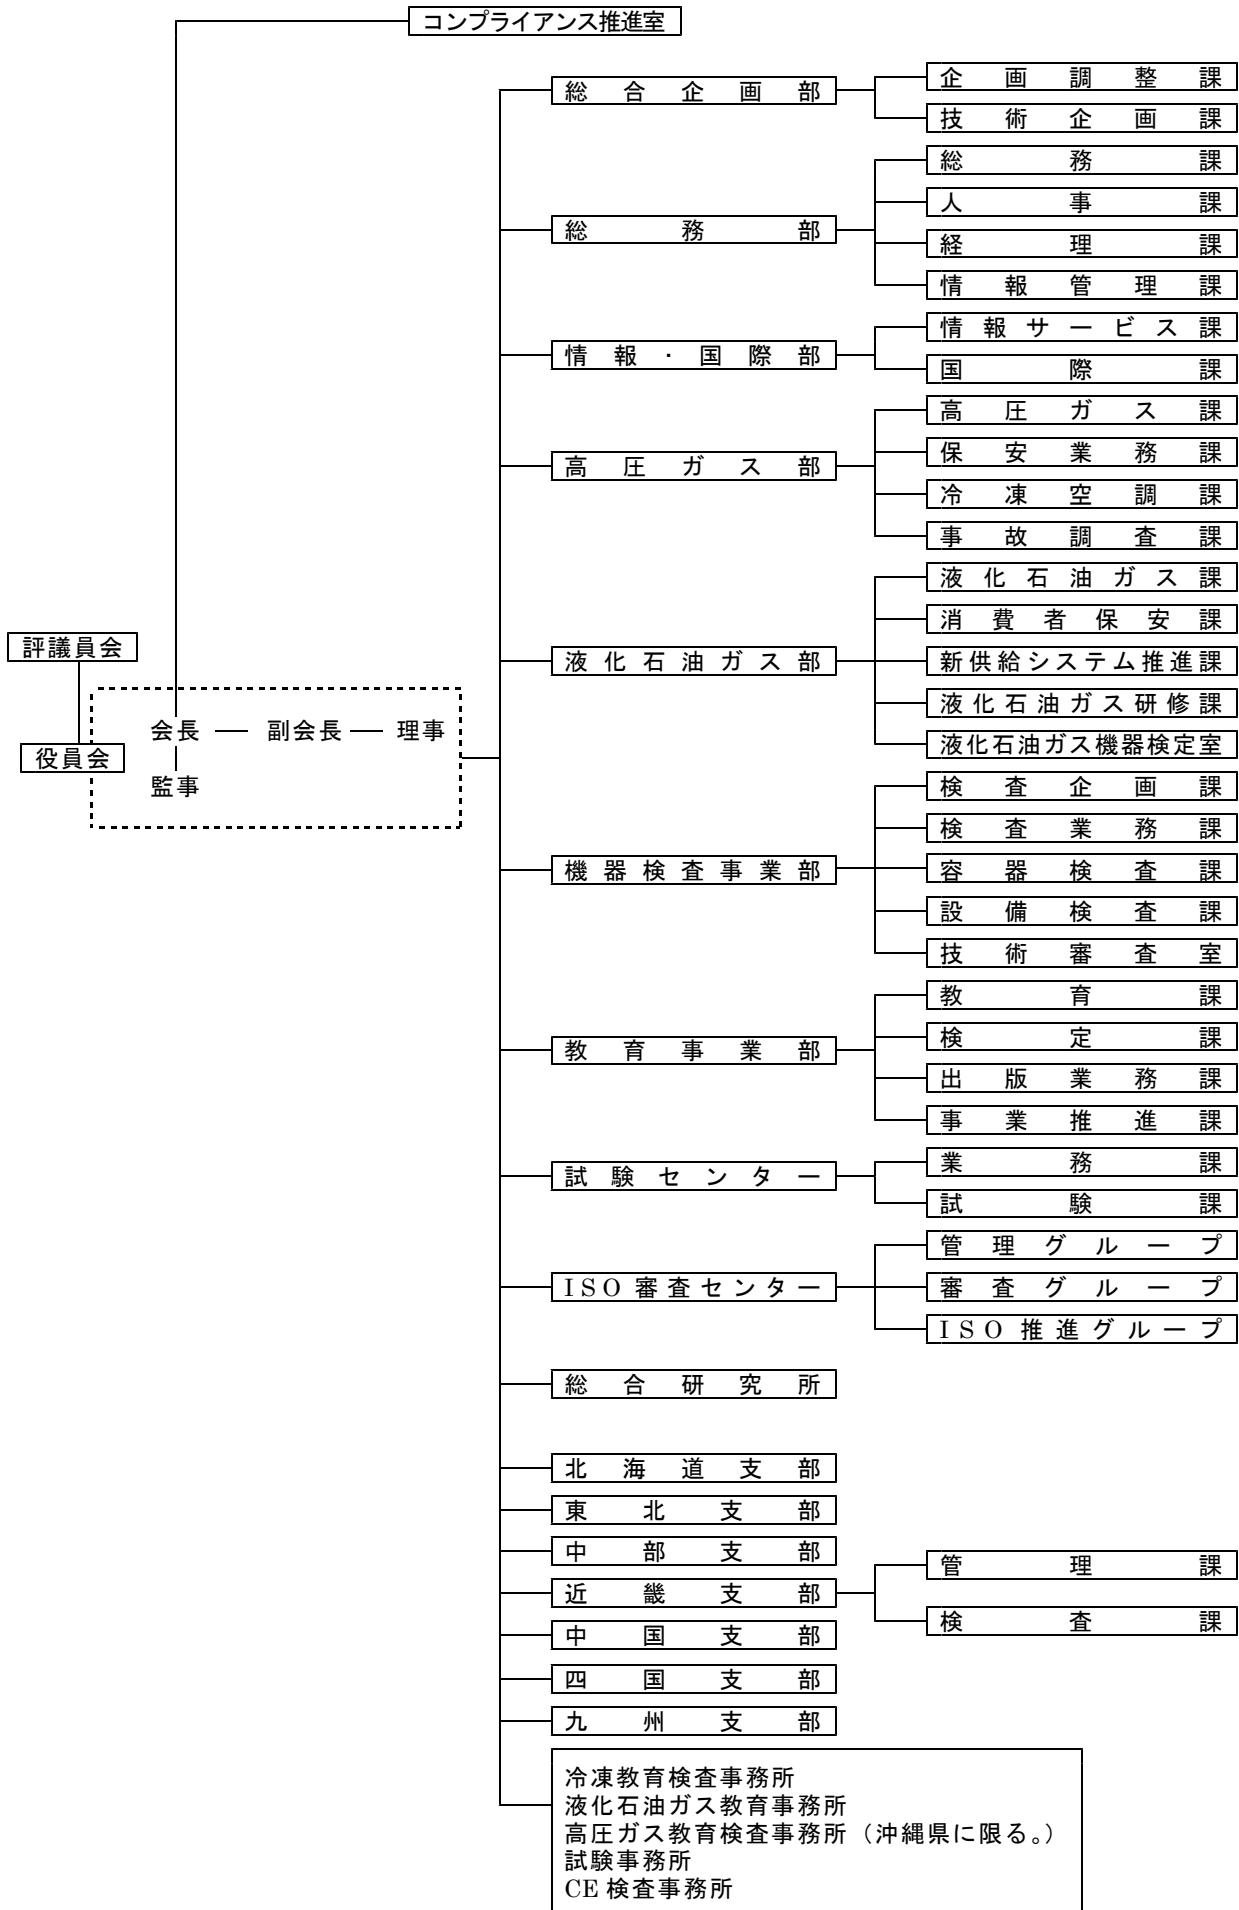 コンプライアンス推進室
総合企画部
企画調整課
技術企画課
総務部
総務課
人事課
経理課
情報管理課
情報・国際部
情報サービス課
国際課
高圧ガス部
高圧ガス課
保安業務課
冷凍空調課
事故調査課
液化石油ガス部
液化石油ガス課
消費者保安課
新供給システム推進課
液化石油ガス研修課
液化石油ガス機器検定室
評議員会
役員会
会長 ― 副会長 ― 理事
監事
機器検査事業部
検査企画課
検査業務課
容器検査課
設備検査課
技術審査室
教育事業部
教育課
検定課
出版業務課
事業推進課
試験センター
業務課
試験課
ISO審査センター
管理グループ
審査グループ
ISO推進グループ
総合研究所
北海道支部
東北支部
中部支部
近畿支部
管理課
検査課
中国支部
四国支部
九州支部
冷凍教育検査事務所
液化石油ガス教育事務所
高圧ガス教育検査事務所（沖縄県に限る。）
試験事務所
CE検査事務所